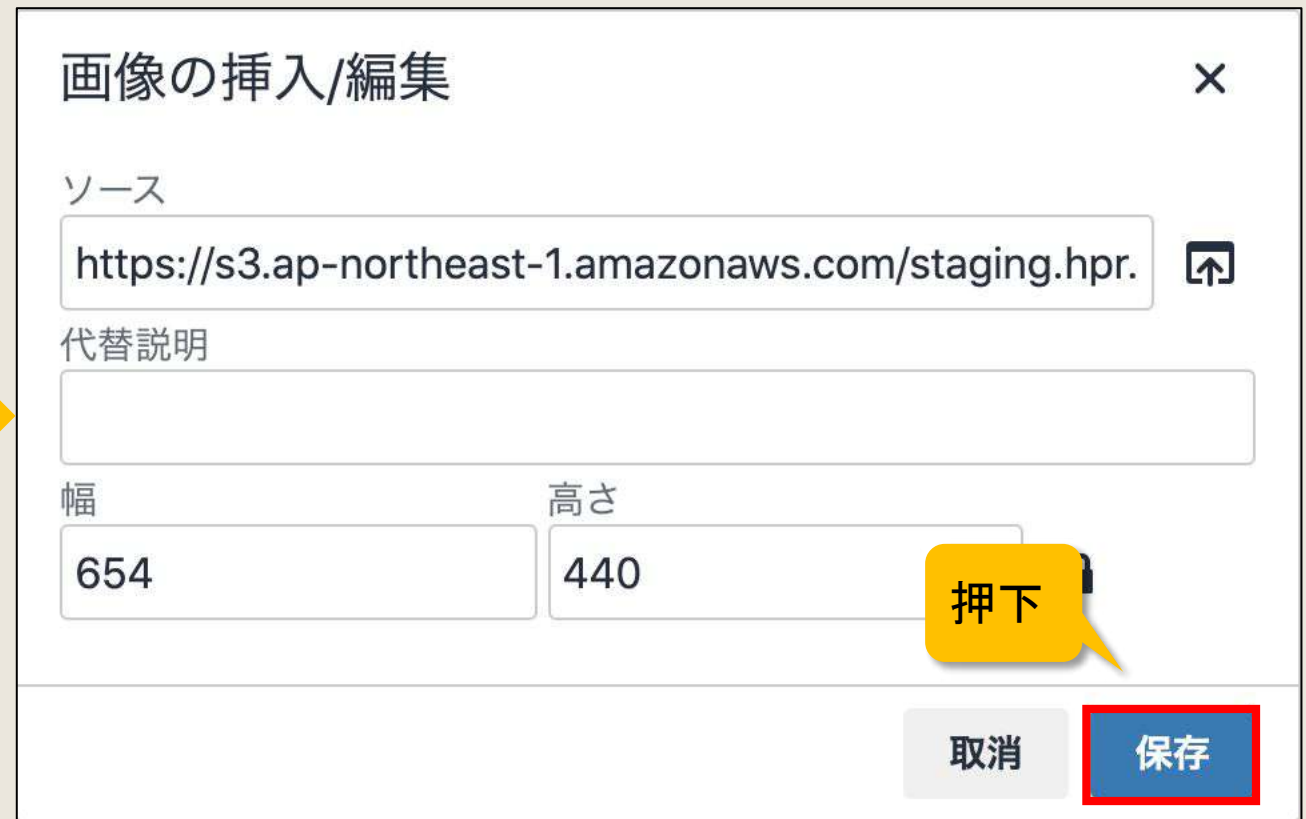 画像の挿入/編集
ソース
https://s3.ap-northeast-1.amazonaws.com/staging.hpr.
代替説明
幅 高さ
654 440
押下
取消 保存